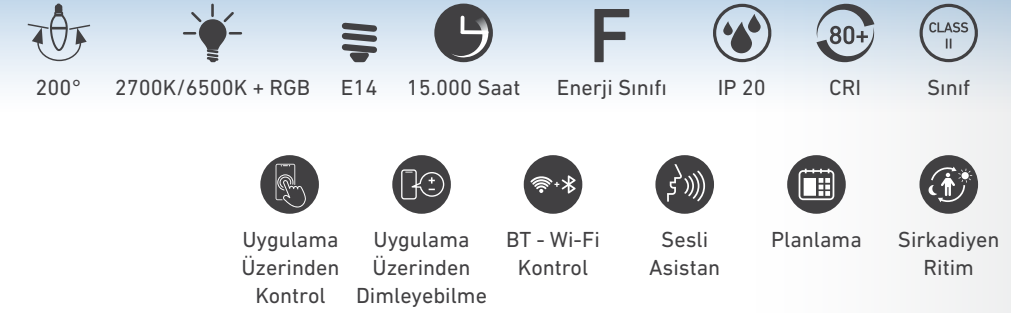 F
80+
CLASS
II
200°
2700K/6500K + RGB
E14
15.000 Saat
Enerji Sınıfı
IP 20
CRI
Sınıf
Uygulama
Üzerinden
Kontrol
Uygulama
Üzerinden
Dimleyebilme
BT - Wi-Fi
Kontrol
Sesli
Asistan
Planlama
Sirkadiyen
Ritim